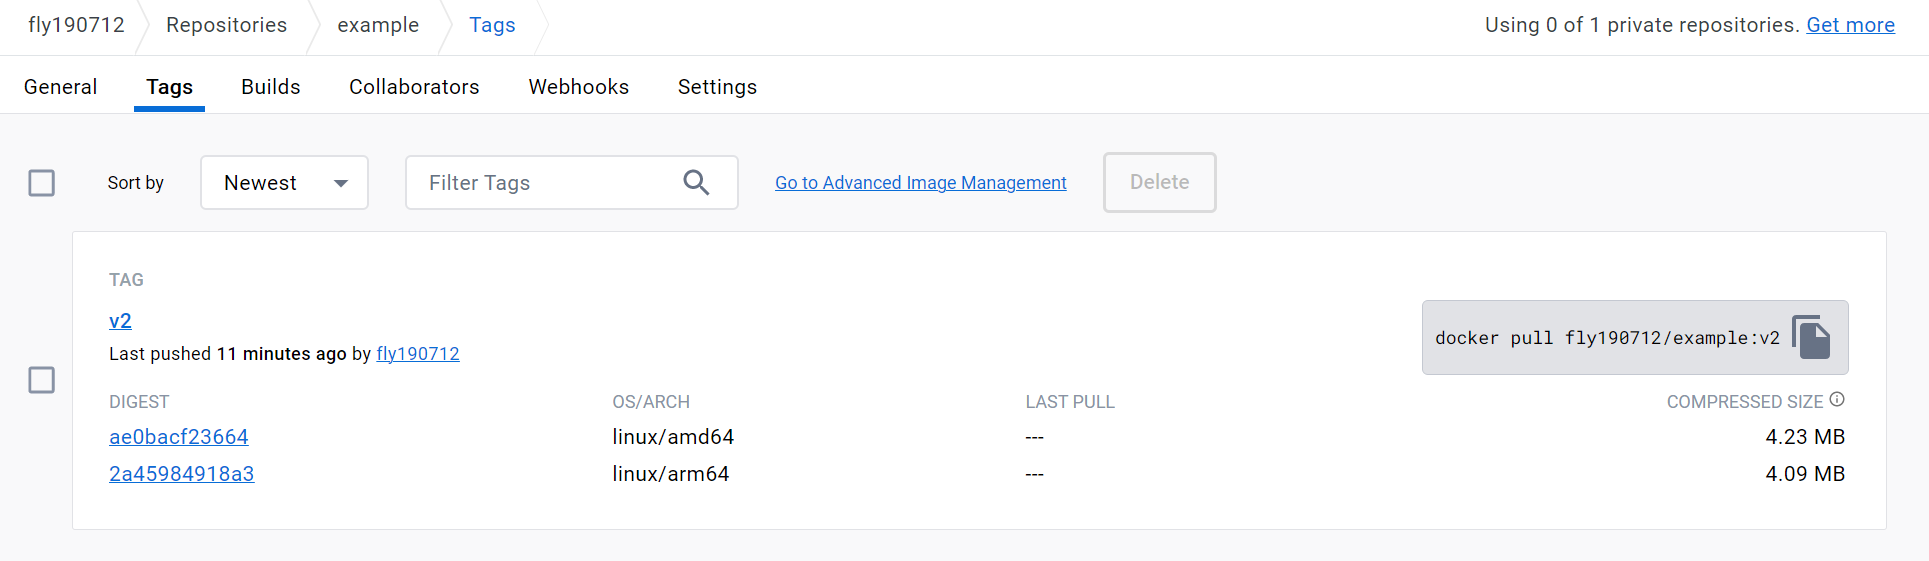 fly190712 Repositories example Tags Using 0 of 1 private repositories. Get more
General Tags Builds Collaborators Webhooks Settings
Sort by Newest Filter Tags Go to Advanced Image Management Delete
TAG
v2
docker pull fly190712/example:v2
Last pushed 11 minutes ago by fly190712
DIGEST OS/ARCH LAST PULL COMPRESSED SIZE
ae0bacf23664 linux/amd64 --- 4.23 MB
2a45984918a3 linux/arm64 --- 4.09 MB